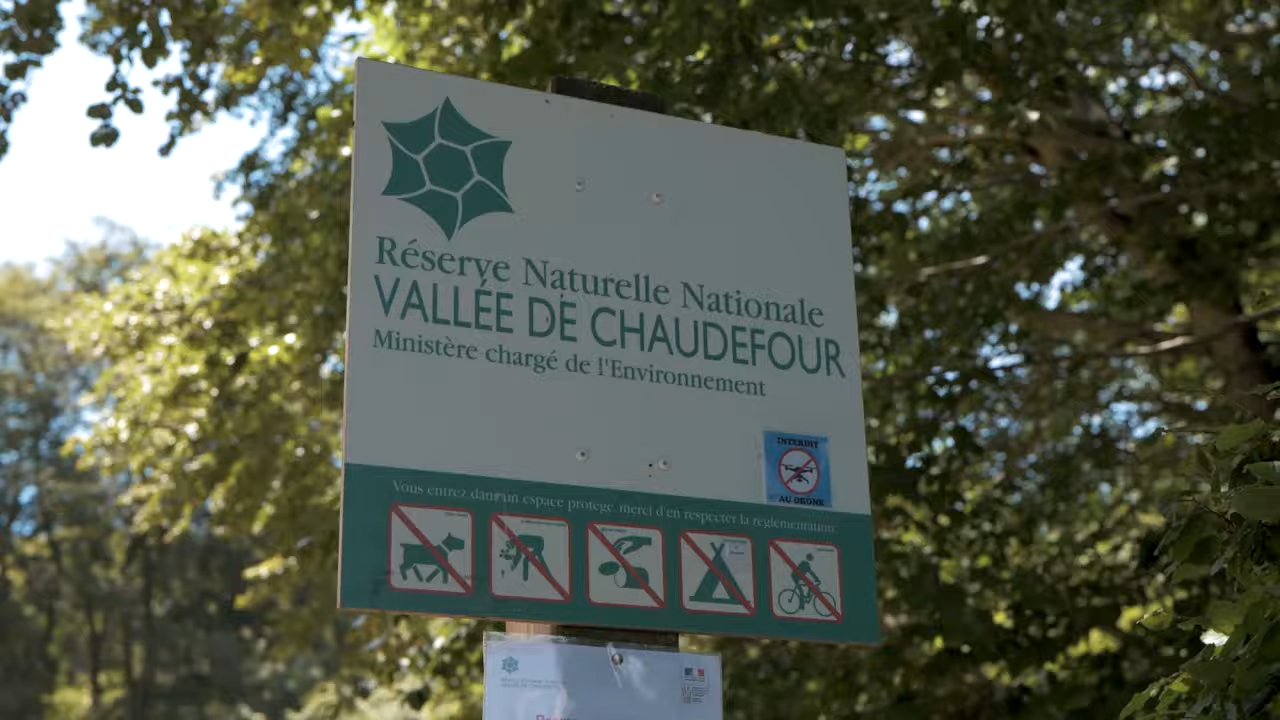 Réserve Naturelle Nationale
VALLÉE DE CHAUDEFOUR
Ministère chargé de l'Environnement
INTERDIT
AU DRONE
Vous entrez dans un espace protégé, merci d'en respecter la réglementation.